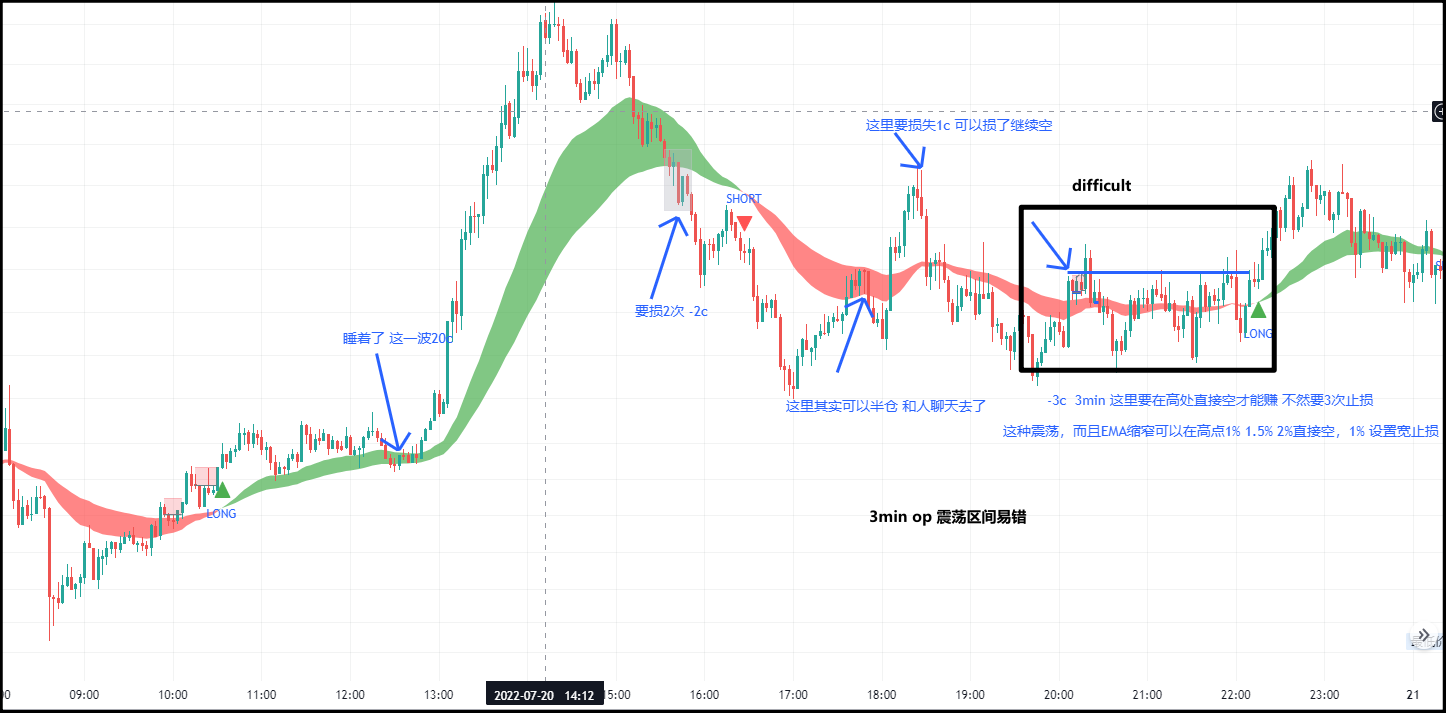 这里要损失1c 可以损了继续空
difficult
SHORT
要损2次 -2c
睡着了 这一波20c
LONG
这里其实可以半仓 和人聊天去了
-3c 3min 这里要在高处直接空才能赚 不然要3次止损
这种震荡，而且EMA缩窄可以在高点1% 1.5% 2%直接空，1% 设置宽止损
LONG
3min op 震荡区间易错
09:00 10:00 11:00 12:00 13:00 2022-07-20 14:12 15:00 16:00 17:00 18:00 19:00 20:00 21:00 22:00 23:00 21